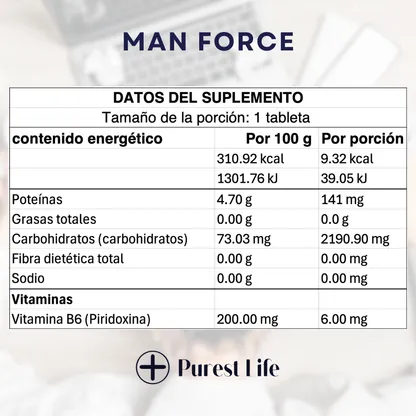 MAN FORCE
DATOS DEL SUPLEMENTO
Tamaño de la porción: 1 tableta
contenido energético Por 100 g Por porción
310.92 kcal 9.32 kcal
1301.76 kJ 39.05 kJ
Poteínas 4.70 g 141 mg
Grasas totales 0.00 g 0.0 g
Carbohidratos (carbohidratos) 73.03 mg 2190.90 mg
Fibra dietética total 0.00 g 0.00 mg
Sodio 0.00 g 0.00 mg
Vitaminas
Vitamina B6 (Piridoxina) 200.00 mg 6.00 mg
Purest Life